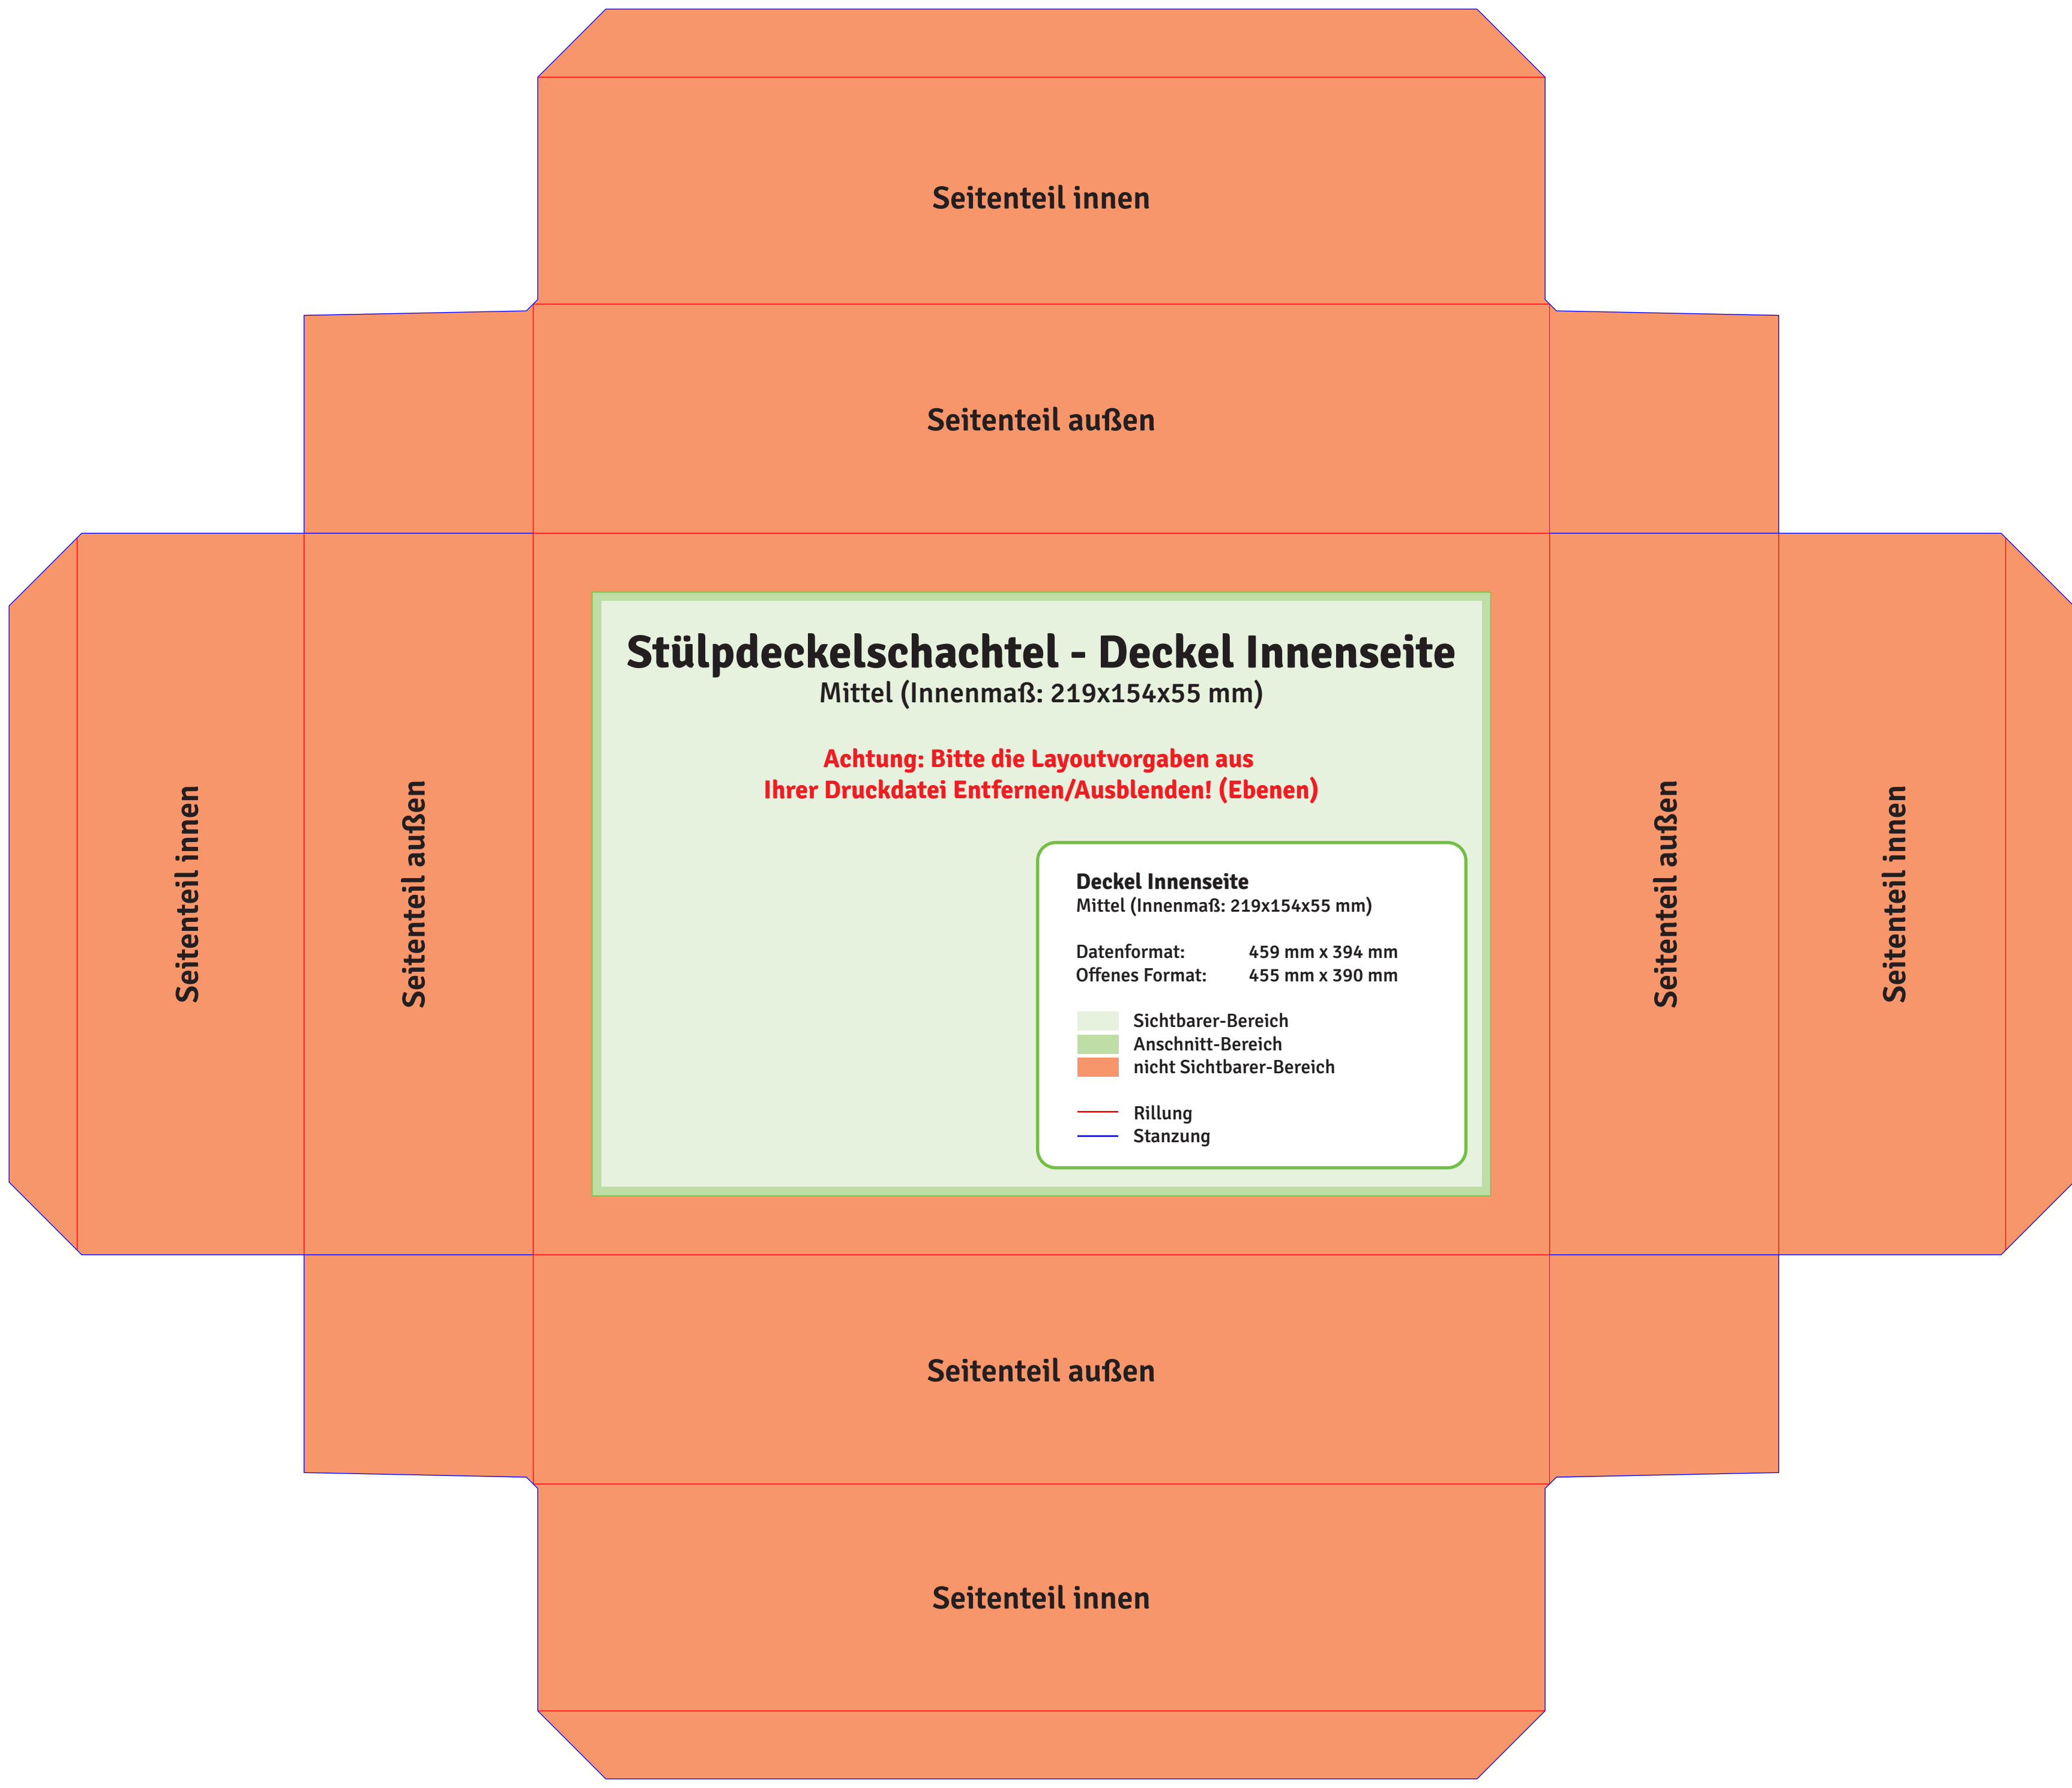 Seitenteil innen
Seitenteil außen
Stülpdeckelschachtel - Deckel Innenseite
Mittel (Innenmaß: 219x154x55 mm)
Achtung: Bitte die Layoutvorgaben aus
Ihrer Druckdatei Entfernen/Ausblenden! (Ebenen)
Seitenteil innen
Seitenteil außen
Deckel Innenseite
Mittel (Innenmaß: 219x154x55 mm)
Datenformat: 459 mm x 394 mm
Offenes Format: 455 mm x 390 mm
Sichtbarer-Bereich
Anschnitt-Bereich
nicht Sichtbarer-Bereich
Rillung
Stanzung
Seitenteil außen
Seitenteil innen
Seitenteil außen
Seitenteil innen